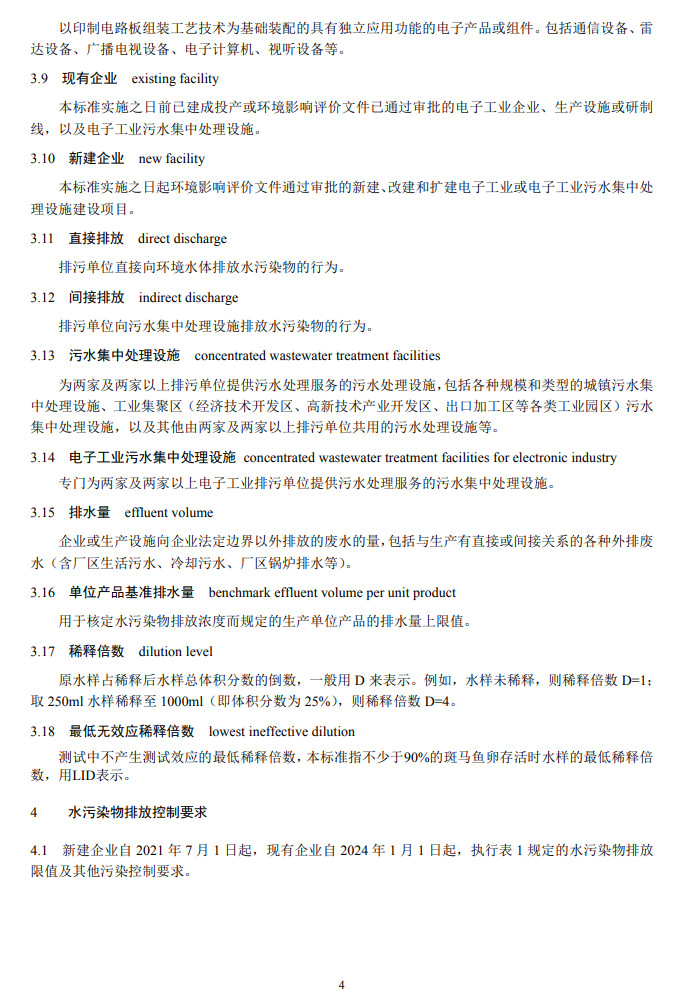 以印制电路板组装工艺技术为基础装配的具有独立应用功能的电子产品或组件。包括通信设备、雷
达设备、广播电视设备、电子计算机、视听设备等。
3.9 现有企业 existing facility
本标准实施之日前已建成投产或环境影响评价文件已通过审批的电子工业企业、生产设施或研制
线，以及电子工业污水集中处理设施。
3.10 新建企业 new facility
本标准实施之日起环境影响评价文件通过审批的新建、改建和扩建电子工业或电子工业污水集中处
理设施建设项目。
3.11 直接排放 direct discharge
排污单位直接向环境水体排放水污染物的行为。
3.12 间接排放 indirect discharge
排污单位向污水集中处理设施排放水污染物的行为。
3.13 污水集中处理设施 concentrated wastewater treatment facilities
为两家及两家以上排污单位提供污水处理服务的污水处理设施，包括各种规模和类型的城镇污水集
中处理设施、工业集聚区（经济技术开发区、高新技术产业开发区、出口加工区等各类工业园区）污水
集中处理设施，以及其他由两家及两家以上排污单位共用的污水处理设施等。
3.14 电子工业污水集中处理设施 concentrated wastewater treatment facilities for electronic industry
专门为两家及两家以上电子工业排污单位提供污水处理服务的污水集中处理设施。
3.15 排水量 effluent volume
企业或生产设施向企业法定边界以外排放的废水的量，包括与生产有直接或间接关系的各种外排废
水（含厂区生活污水、冷却污水、厂区锅炉排水等）。
3.16 单位产品基准排水量 benchmark effluent volume per unit product
用于核定水污染物排放浓度而规定的生产单位产品的排水量上限值。
3.17 稀释倍数 dilution level
原水样占稀释后水样总体积分数的倒数，一般用 D 来表示。例如，水样未稀释，则稀释倍数 D=1；
取 250ml 水样稀释至 1000ml（即体积分数为 25%），则稀释倍数 D=4。
3.18 最低无效应稀释倍数 lowest ineffective dilution
测试中不产生测试效应的最低稀释倍数，本标准指不少于90%的斑马鱼卵存活时水样的最低稀释倍
数，用LID表示。
4 水污染物排放控制要求
4.1 新建企业自 2021 年 7 月 1 日起，现有企业自 2024 年 1 月 1 日起，执行表 1 规定的水污染物排放
限值及其他污染控制要求。
4